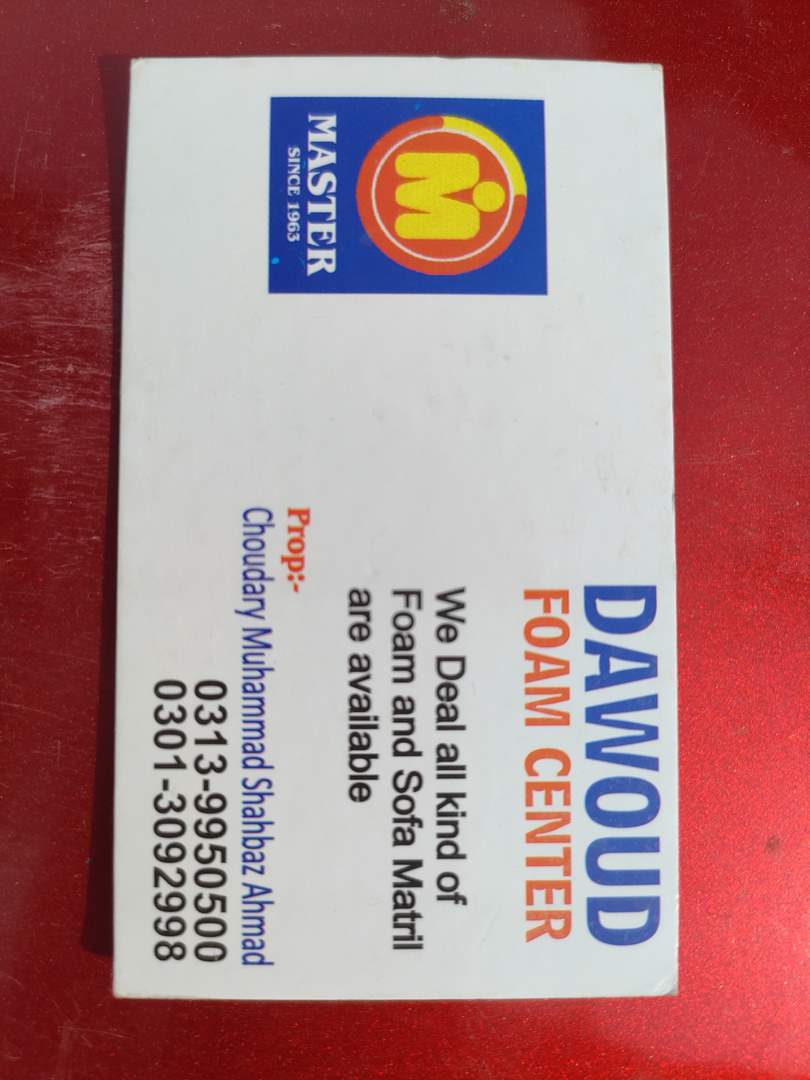 MASTER
SINCE 1963
DAWOUD
FOAM CENTER
We Deal all kind of
Foam and Sofa Matril
are available
Prop:-
Choudary Muhammad Shahbaz Ahmad
0313-9950500
0301-3092998